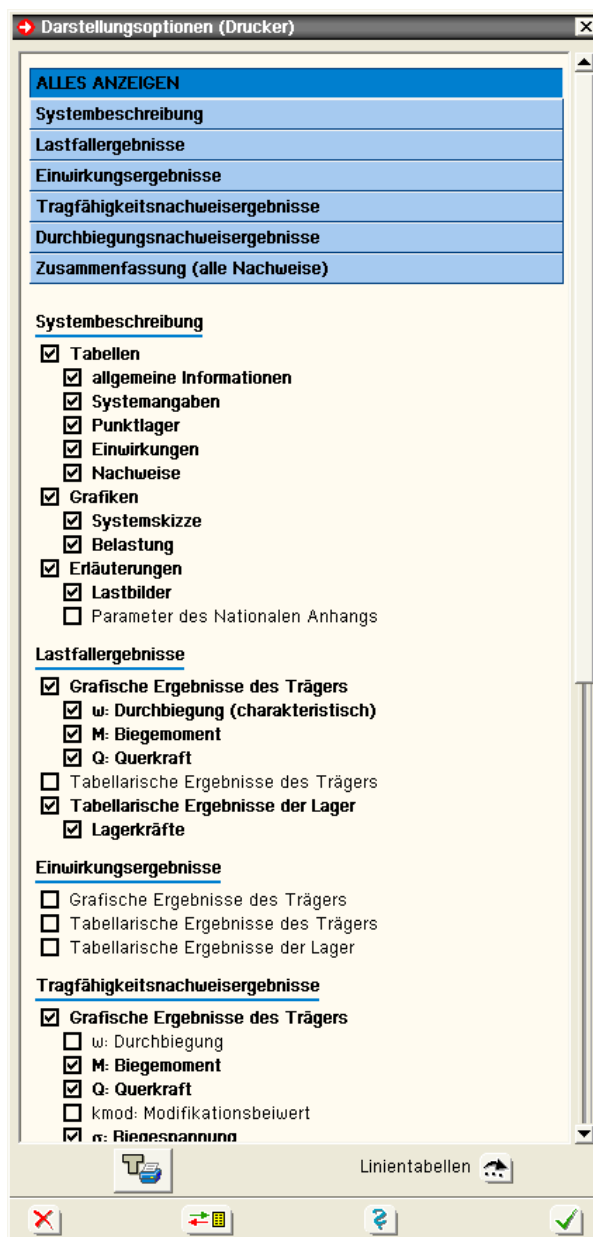 Darstellungsoptionen (Drucker)
ALLES ANZEIGEN
Systembeschreibung
Lastfallergebnisse
Einwirkungsergebnisse
Tragfähigkeitsnachweisergebnisse
Durchbiegungsnachweisergebnisse
Zusammenfassung (alle Nachweise)
Systembeschreibung
Tabellen
allgemeine Informationen
Systemangaben
Punktlager
Einwirkungen
Nachweise
Grafiken
Systemskizze
Belastung
Erläuterungen
Lastbilder
Parameter des Nationalen Anhangs
Lastfallergebnisse
Grafische Ergebnisse des Trägers
w: Durchbiegung (charakteristisch)
M: Biegemoment
Q: Querkraft
Tabellarische Ergebnisse des Trägers
Tabellarische Ergebnisse der Lager
Lagerkräfte
Einwirkungsergebnisse
Grafische Ergebnisse des Trägers
Tabellarische Ergebnisse des Trägers
Tabellarische Ergebnisse der Lager
Tragfähigkeitsnachweisergebnisse
Grafische Ergebnisse des Trägers
w: Durchbiegung
M: Biegemoment
Q: Querkraft
kmod: Modifikationsbeiwert
σ: Biegespannung
Linientabellen